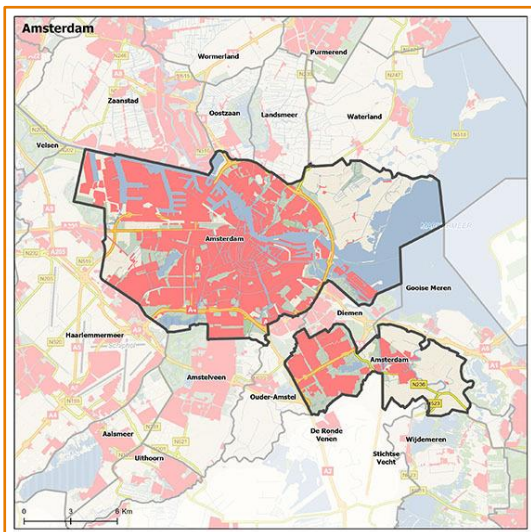 Amsterdam
Purmerend
Wormerland
Zaanstad
Oostzaan
Landsmeer
Waterland
Velsen
Amsterdam
Gooise Meren
Diemen
Haarlemmermeer
Amstelveen
Amsterdam
Ouder-Amstel
N236
De Ronde
Venen
Wijdemeren
Stichtse
Vecht
Aalsmeer
Uithoorn
0 3 6 Km